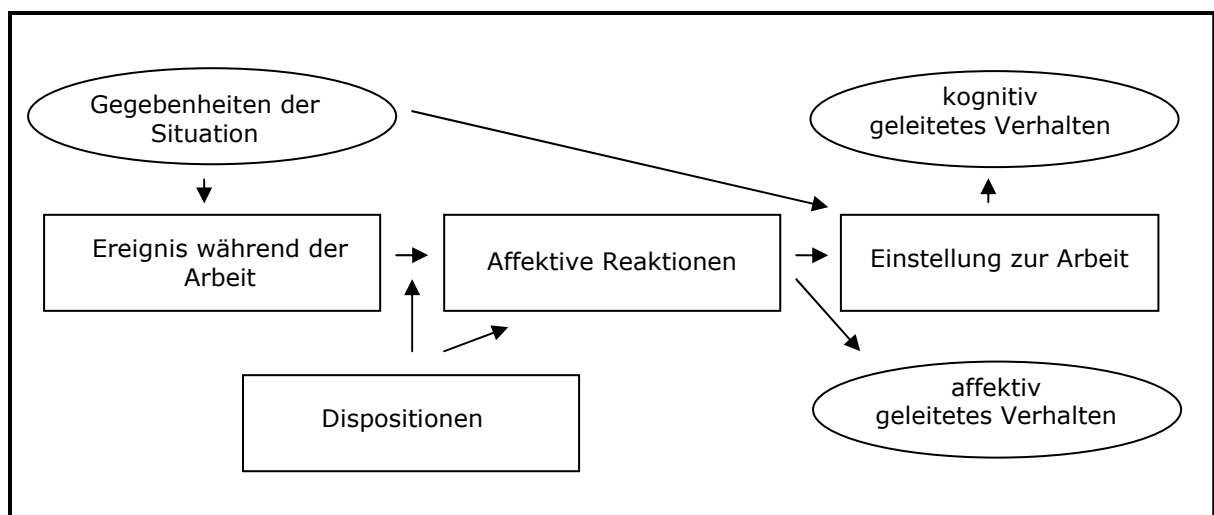 Gegebenheiten der
Situation
kognitiv
geleitetes Verhalten
Ereignis während der
Arbeit
Affektive Reaktionen
Einstellung zur Arbeit
Dispositionen
affektiv
geleitetes Verhalten